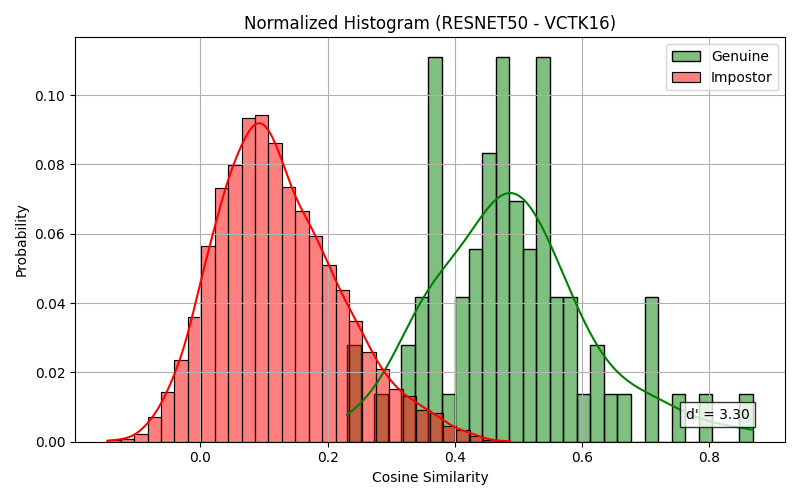 Normalized Histogram (RESNET50 - VCTK16)
Genuine
Impostor
Probability
0.10
0.08
0.06
0.04
0.02
0.00
d' = 3.30
0.0 0.2 0.4 0.6 0.8
Cosine Similarity